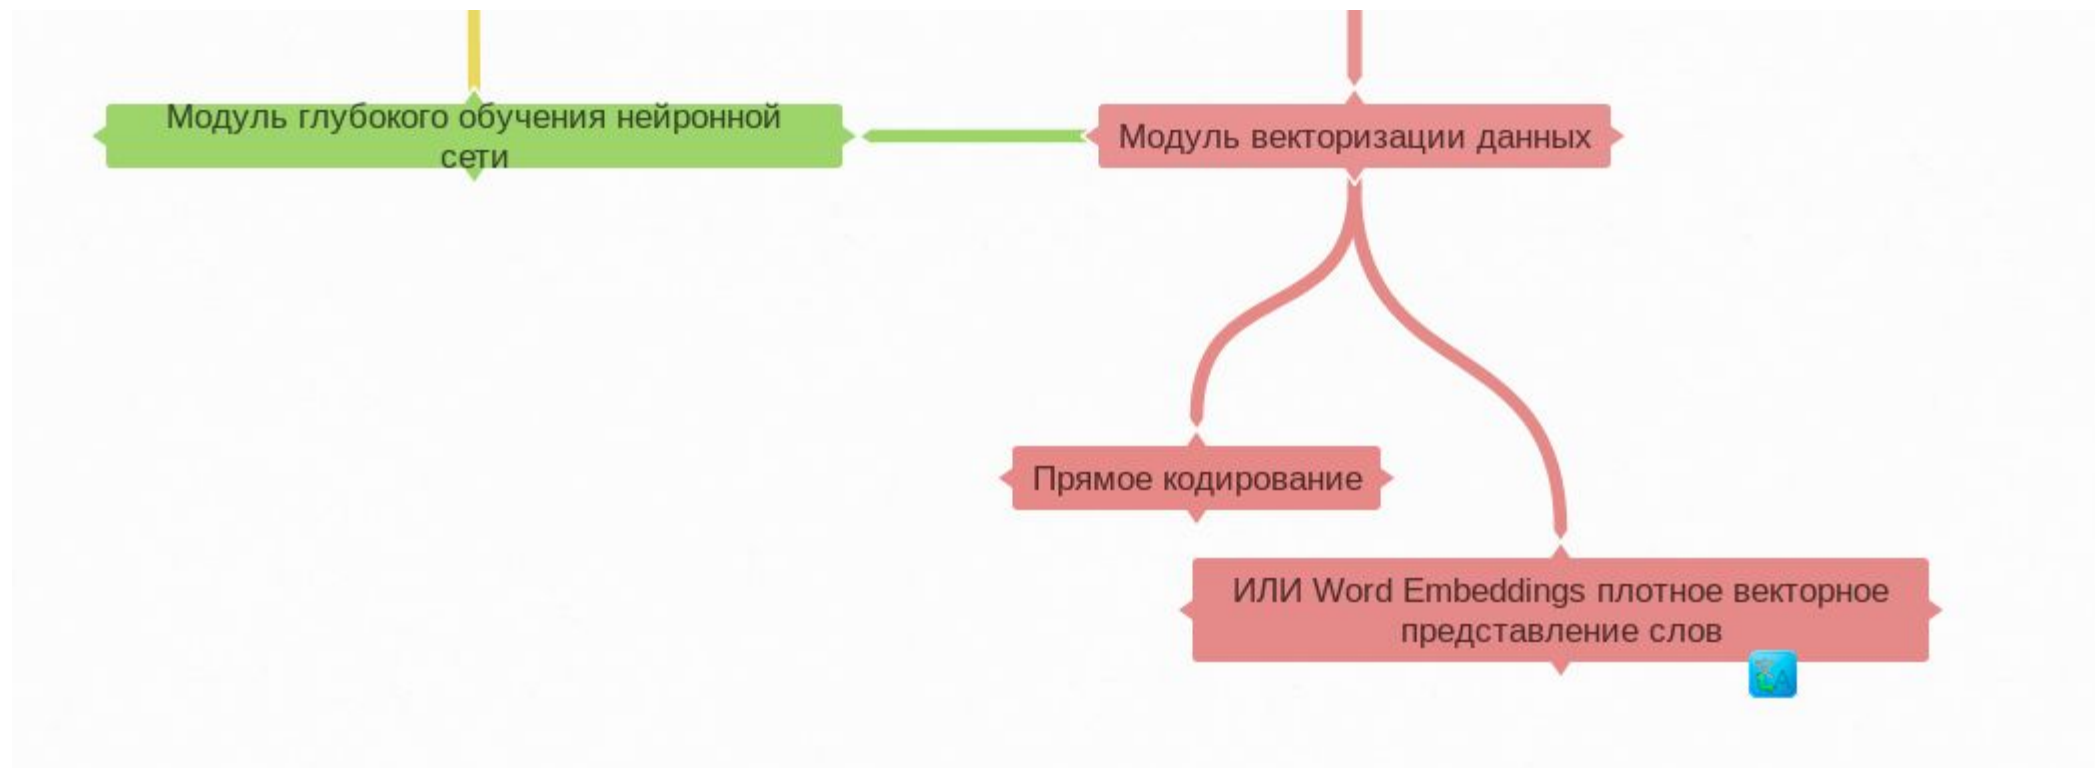 Модуль глубокого обучения нейронной
сети
Модуль векторизации данных
Прямое кодирование
ИЛИ Word Embeddings плотное векторное
представление слов